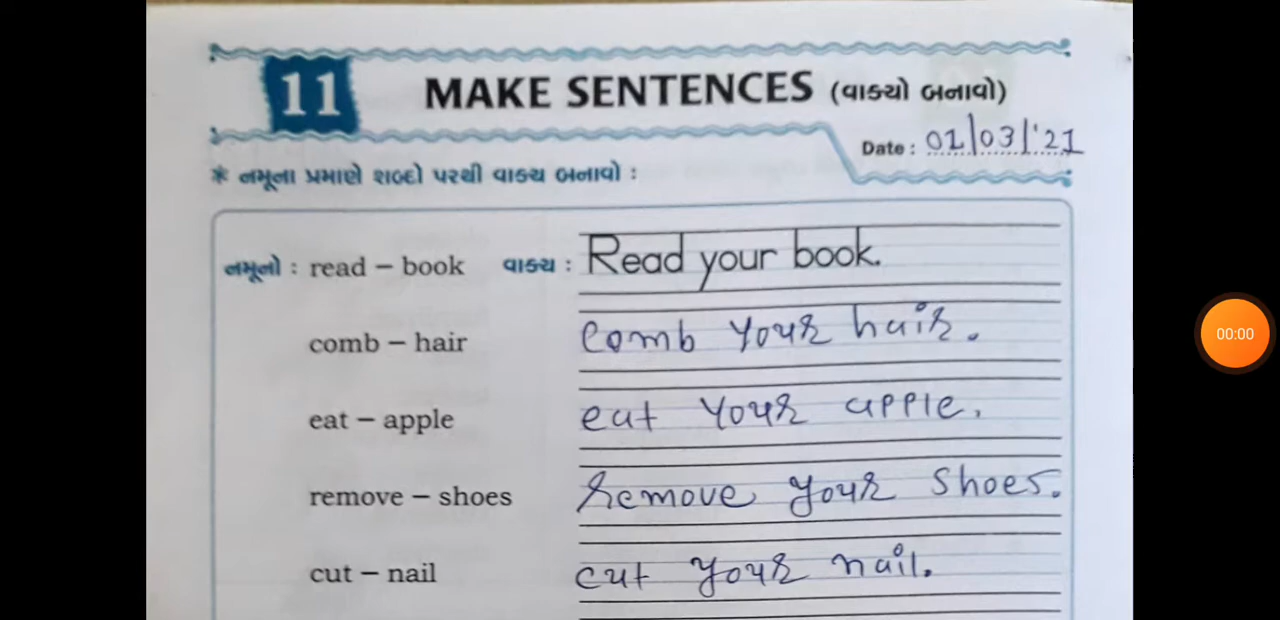 11 MAKE SENTENCES (વાક્યો બનાવો)
Date : 01/03/'21
* નમૂના પ્રમાણે શબ્દો પરથી વાક્ય બનાવો :
નમૂનો : read – book વાક્ય : Read your book.
comb – hair comb your hair.
eat – apple eat your apple.
remove – shoes remove your shoes.
cut – nail cut your nail.
00:00